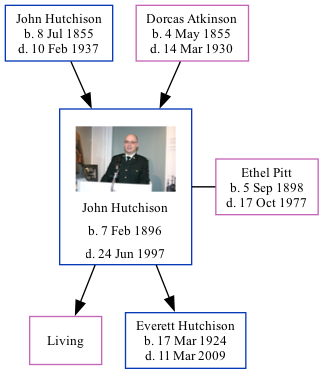 John Hutchison
b. 8 Jul 1855
d. 10 Feb 1937
Dorcas Atkinson
b. 4 May 1855
d. 14 Mar 1930
John Hutchison
b. 7 Feb 1896
d. 24 Jun 1997
Ethel Pitt
b. 5 Sep 1898
d. 17 Oct 1977
Living
Everett Hutchison
b. 17 Mar 1924
d. 11 Mar 2009